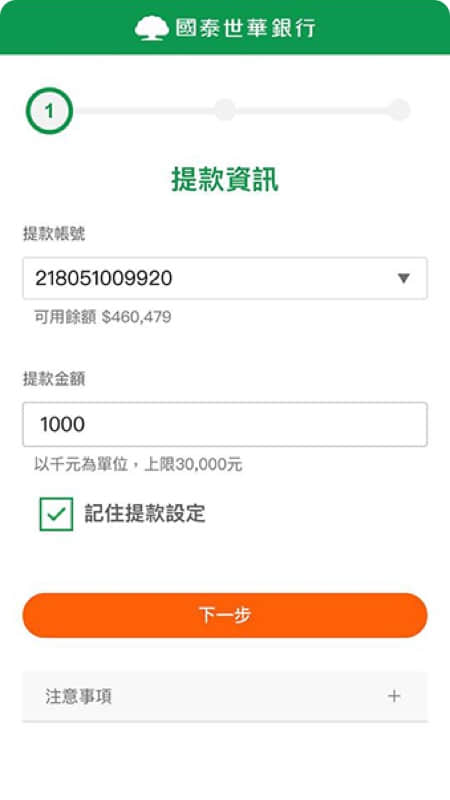 國泰世華銀行
1
提款資訊
提款帳號
218051009920
可用餘額 $460,479
提款金額
1000
以千元為單位，上限30,000元
記住提款設定
下一步
注意事項